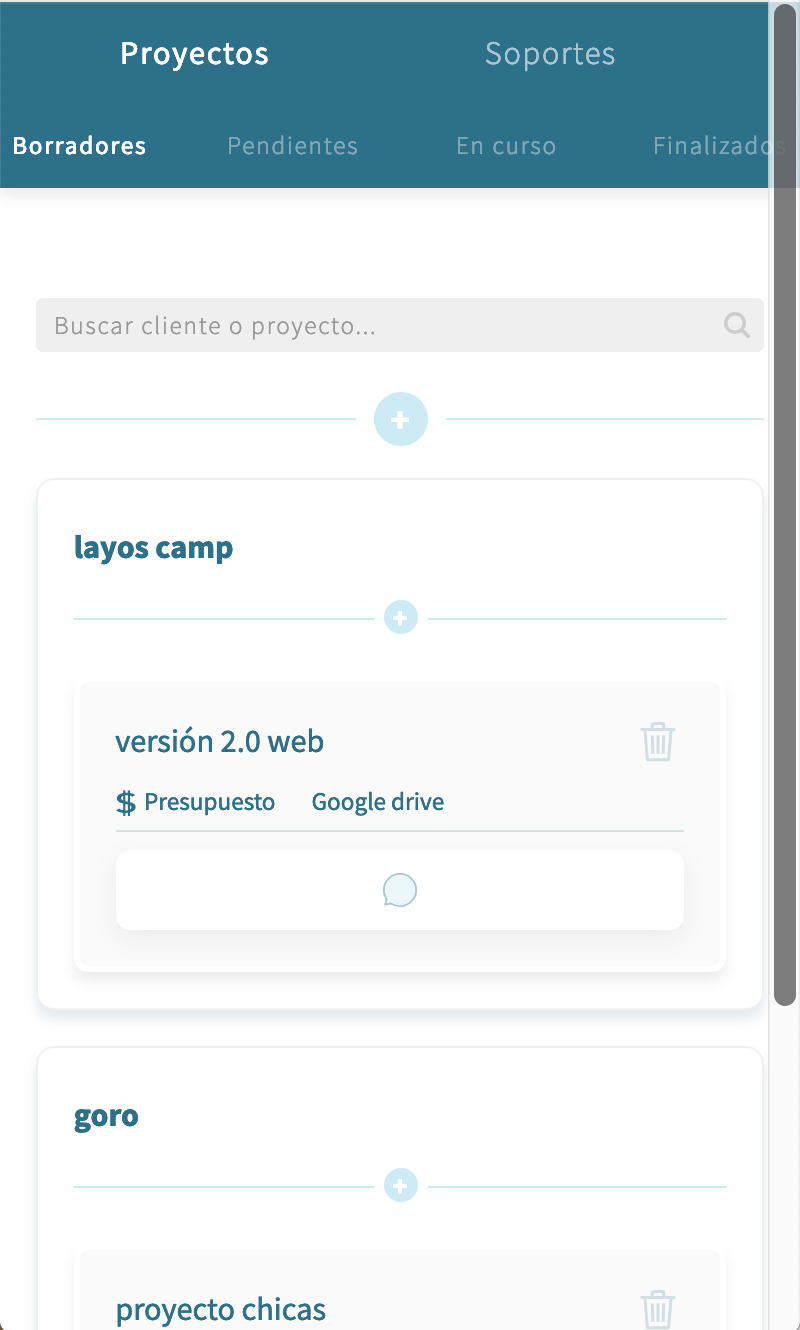 Proyectos Soportes
Borradores Pendientes En curso Finalizados
Buscar cliente o proyecto...
layos camp
versión 2.0 web
$ Presupuesto Google drive
goro
proyecto chicas